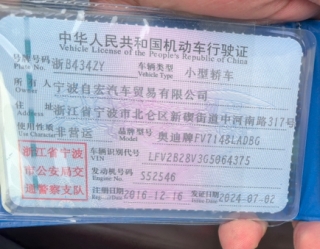 中华人民共和国机动车行驶证
Vehicle License of the People's Republic of China
号牌号码 浙B434ZY 车辆类型 小型轿车
Plate No. Vehicle Type
所有人 宁波自宏汽车贸易有限公司
Owner
住址 浙江省宁波市北仑区新碶街道中河南路317号
使用性质 非营运 品牌型号 奥迪牌FV7148LADBG
Use Character Model
浙江省宁波市公安局交通警察支队
车辆识别代号 LFV2B28V3G5064375
VIN
发动机号码 S52546
Engine No.
注册日期 2016-12-16 发证日期 2024-07-02
Register Date Issue Date